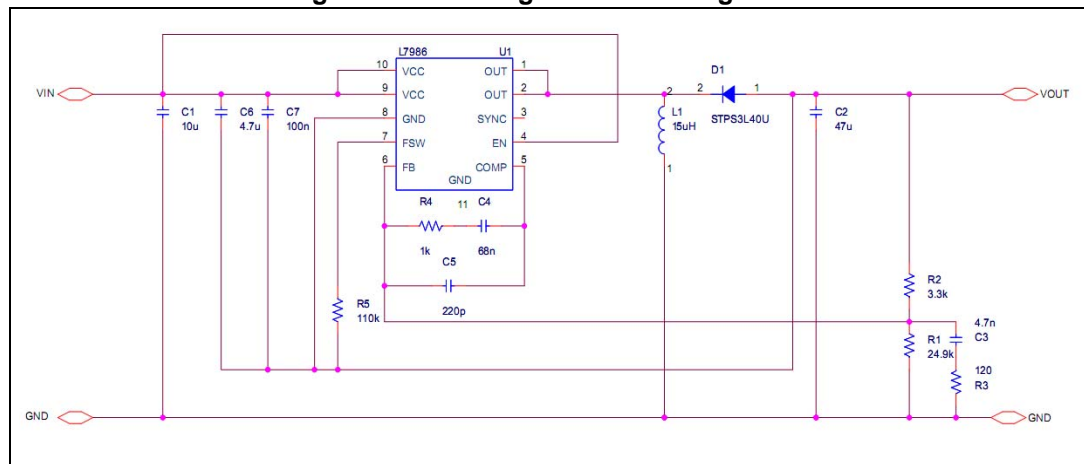 L7986 U1
10 VCC OUT 1
9 VCC OUT 2
8 GND SYNC 3
7 FSW EN 4
6 FB COMP 5
GND
11
VIN
C1
10u
C6
4.7u
C7
100n
R4
1k
C4
68n
C5
220p
R5
110k
2
L1
15uH
1
D1
2 1
STPS3L40U
C2
47u
VOUT
R2
3.3k
R1
24.9k
4.7n
C3
120
R3
GND
GND